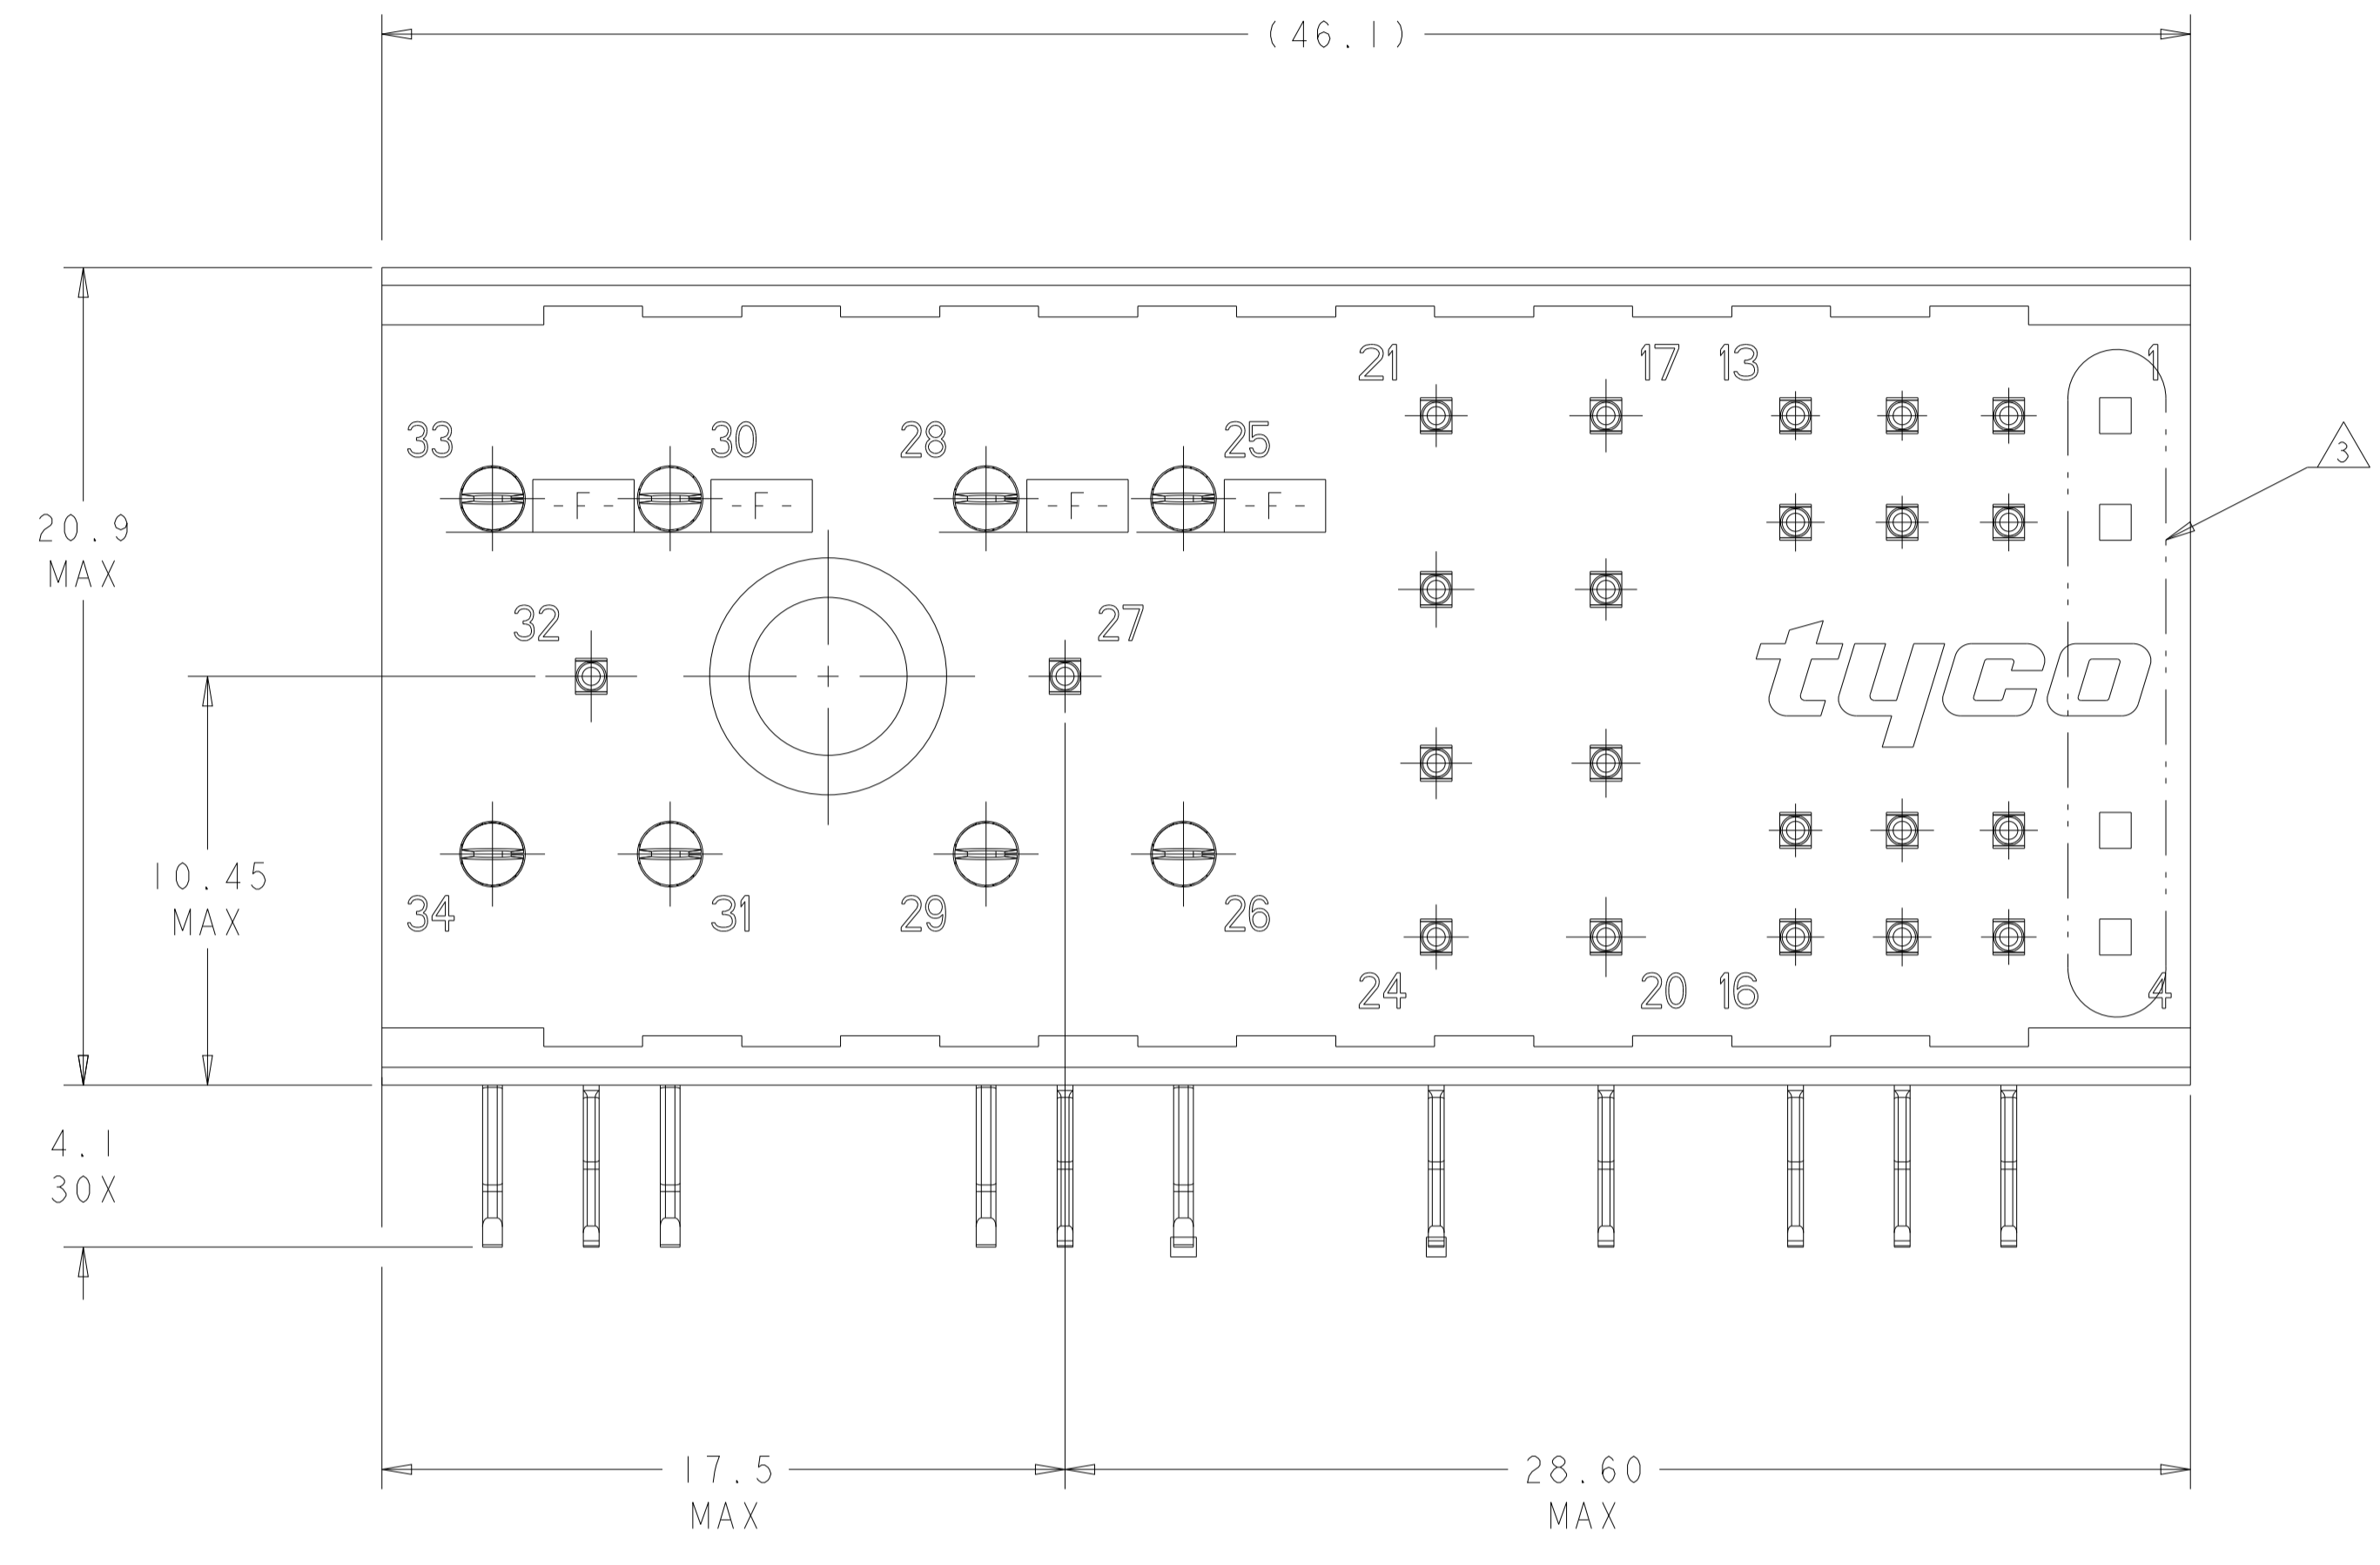 (46.1)
21 17 13 1
33 30 28 25
3
-F- -F- -F- -F-
20.9
MAX
32 27
tyco
10.45
MAX
34 31 29 26
24 20 16 4
4.1
30X
17.5
MAX
28.60
MAX